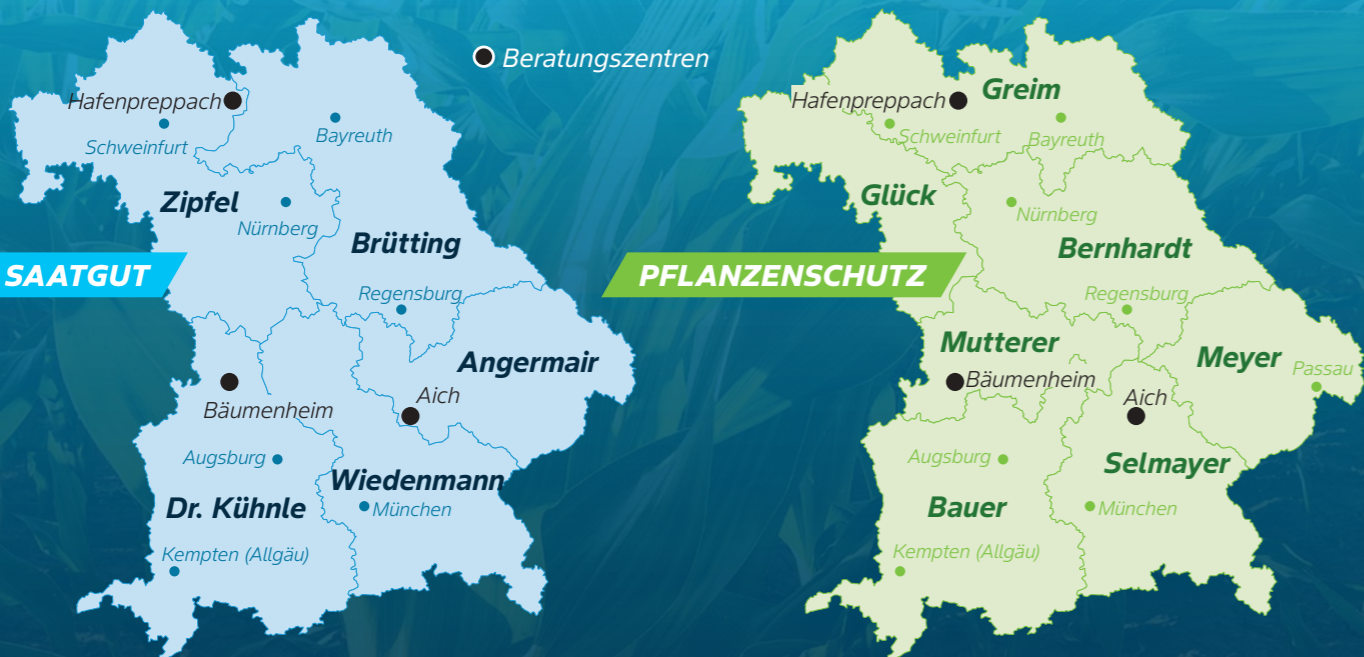 Beratungszentren
Hafenpreppach
Schweinfurt
Bayreuth
Zipfel
Nürnberg
Brütting
SAATGUT
Regensburg
Angermair
Bäumenheim
Aich
Augsburg
Wiedenmann
Dr. Kühnle
München
Kempten (Allgäu)
Greim
Hafenpreppach
Schweinfurt
Bayreuth
Glück
Nürnberg
Bernhardt
PFLANZENSCHUTZ
Regensburg
Mutterer
Meyer
Passau
Bäumenheim
Aich
Augsburg
Selmayer
Bauer
München
Kempten (Allgäu)